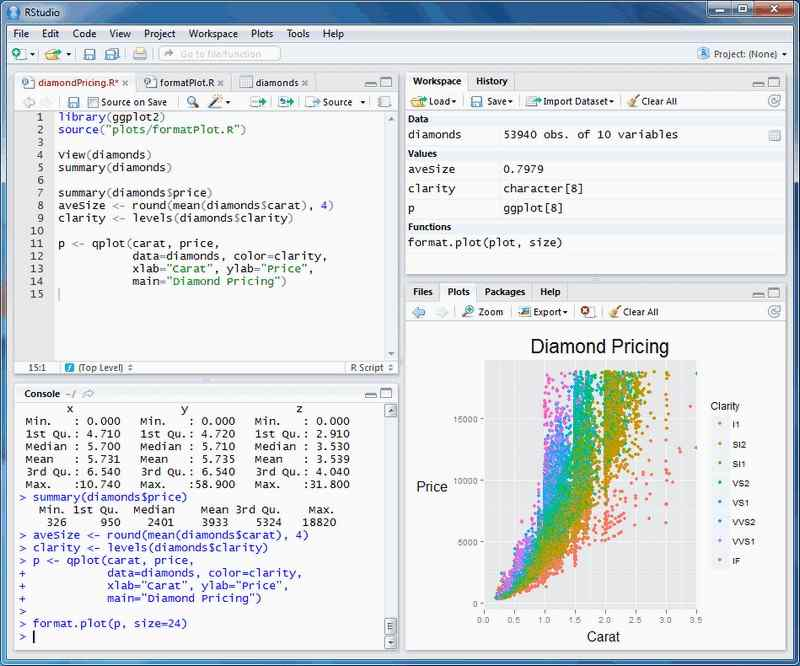 RStudio
File Edit Code View Project Workspace Plots Tools Help
Go to file/function
Project: (None)
diamondPricing.R* formatPlot.R diamonds
Source on Save Source
1 library(ggplot2)
2 source("plots/formatPlot.R")
3
4 View(diamonds)
5 summary(diamonds)
6
7 summary(diamonds$price)
8 aveSize <- round(mean(diamonds$carat), 4)
9 clarity <- levels(diamonds$clarity)
10
11 p <- qplot(carat, price,
12 data=diamonds, color=clarity,
13 xlab="Carat", ylab="Price",
14 main="Diamond Pricing")
15
15:1 (Top Level) R Script
Console ~/
x y z
Min. : 0.000 Min. : 0.000 Min. : 0.000
1st Qu.: 4.710 1st Qu.: 4.720 1st Qu.: 2.910
Median : 5.700 Median : 5.710 Median : 3.530
Mean : 5.731 Mean : 5.735 Mean : 3.539
3rd Qu.: 6.540 3rd Qu.: 6.540 3rd Qu.: 4.040
Max. :10.740 Max. :58.900 Max. :31.800
> summary(diamonds$price)
Min. 1st Qu. Median Mean 3rd Qu. Max.
326 950 2401 3933 5324 18820
> aveSize <- round(mean(diamonds$carat), 4)
> clarity <- levels(diamonds$clarity)
> p <- qplot(carat, price,
+ data=diamonds, color=clarity,
+ xlab="Carat", ylab="Price",
+ main="Diamond Pricing")
>
> format.plot(p, size=24)
>
Workspace History
Load Save Import Dataset Clear All
Data
diamonds 53940 obs. of 10 variables
Values
aveSize 0.7979
clarity character[8]
p ggplot[8]
Functions
format.plot(plot, size)
Files Plots Packages Help
Zoom Export Clear All
Diamond Pricing
Price
15000
10000
5000
0
0.0 0.5 1.0 1.5 2.0 2.5 3.0 3.5
Carat
Clarity
I1
SI2
SI1
VS2
VS1
VVS2
VVS1
IF